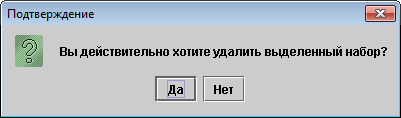 Подтверждение
Вы действительно хотите удалить выделенный набор?
Да Нет